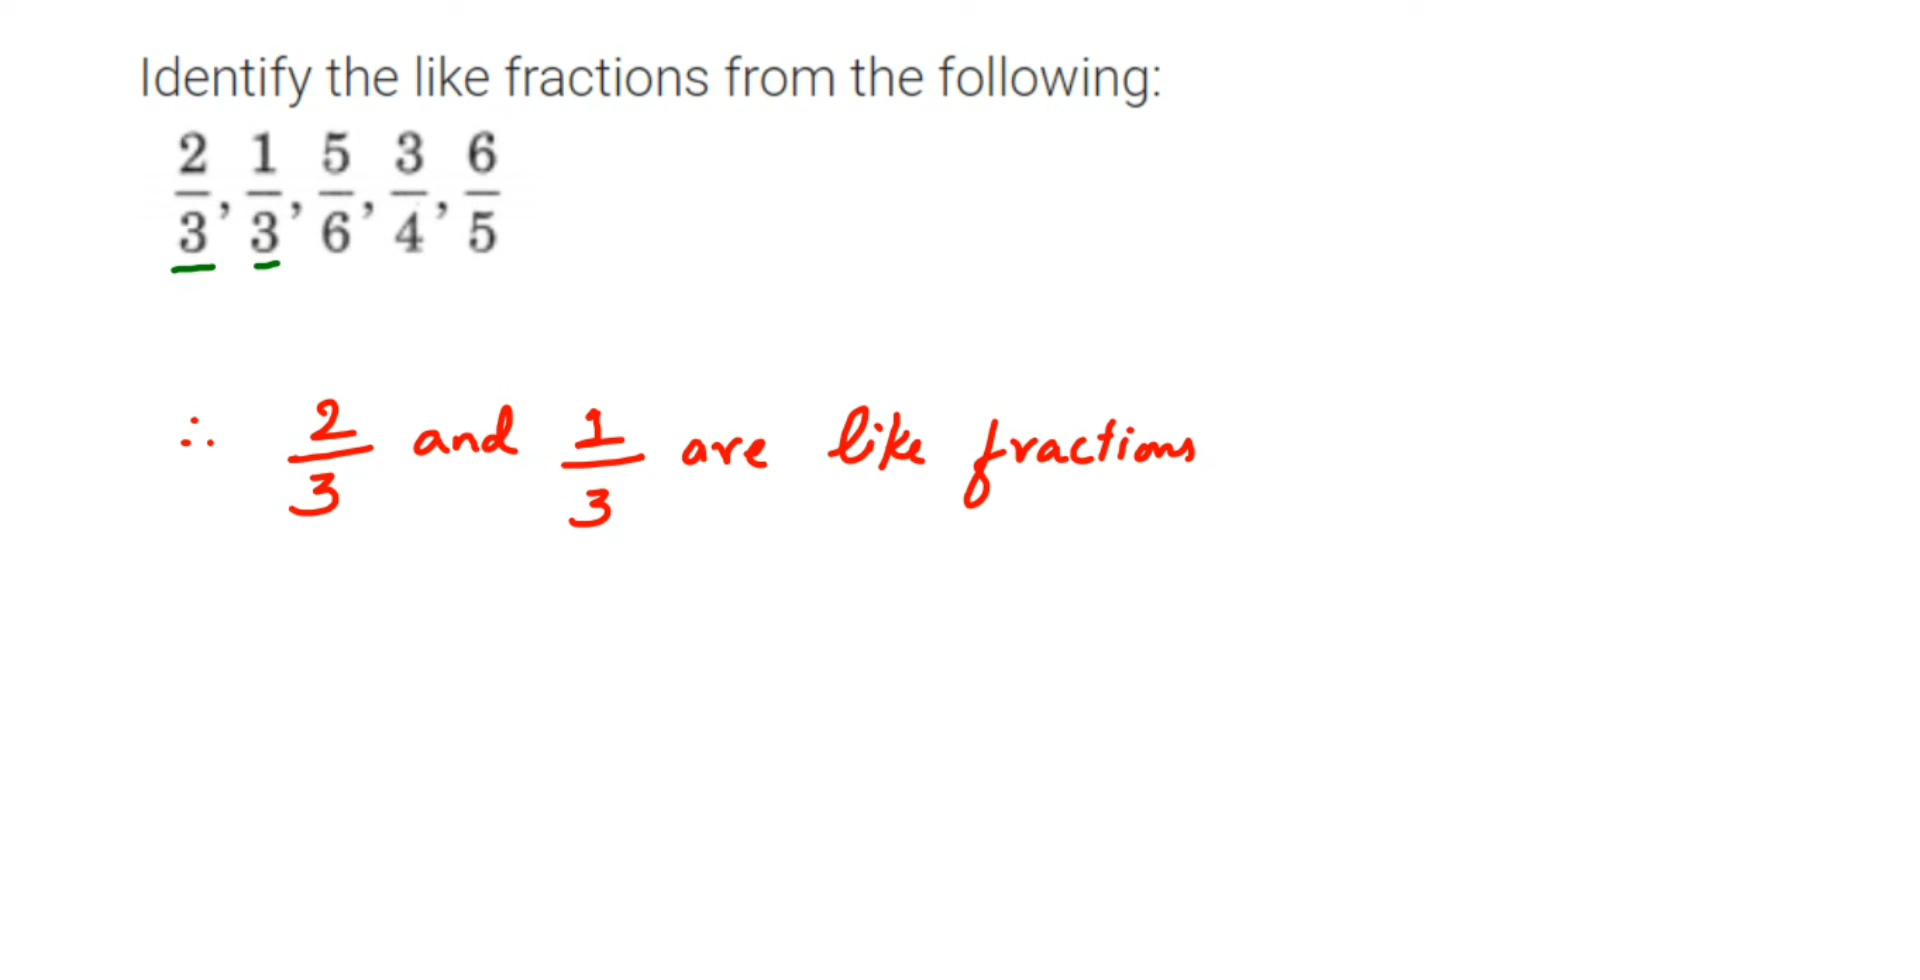 Identify the like fractions from the following:
2/3, 1/3, 5/6, 3/4, 6/5
∴ 2/3 and 1/3 are like fractions